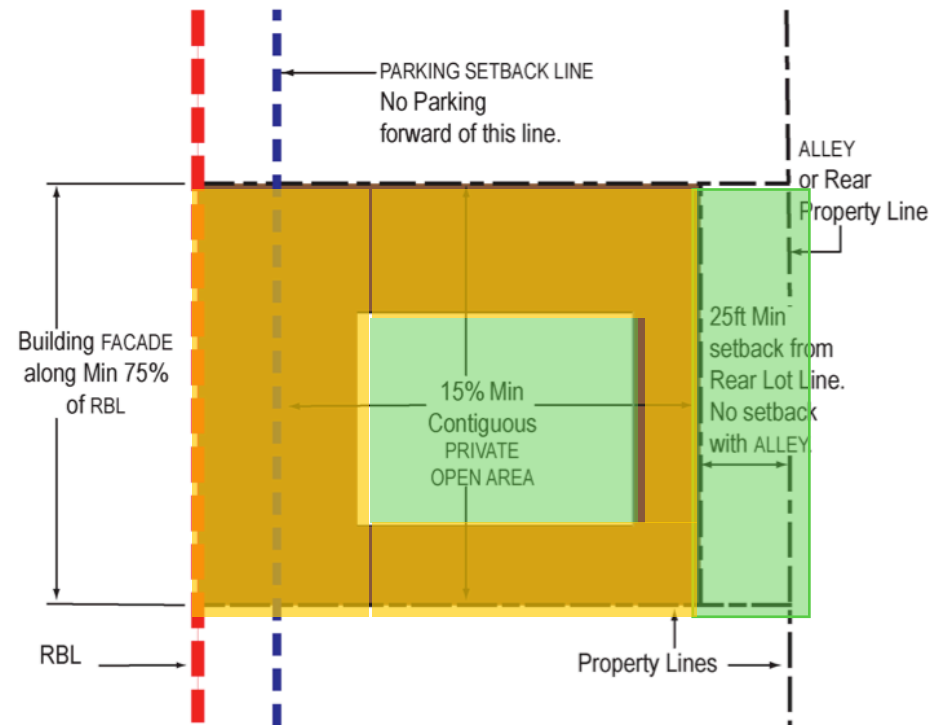 PARKING SETBACK LINE
No Parking
forward of this line.
ALLEY
or Rear
Property Line
Building FACADE
along Min 75%
of RBL
25ft Min
setback from
Rear Lot Line.
No setback
with ALLEY.
15% Min
Contiguous
PRIVATE
OPEN AREA
RBL
Property Lines